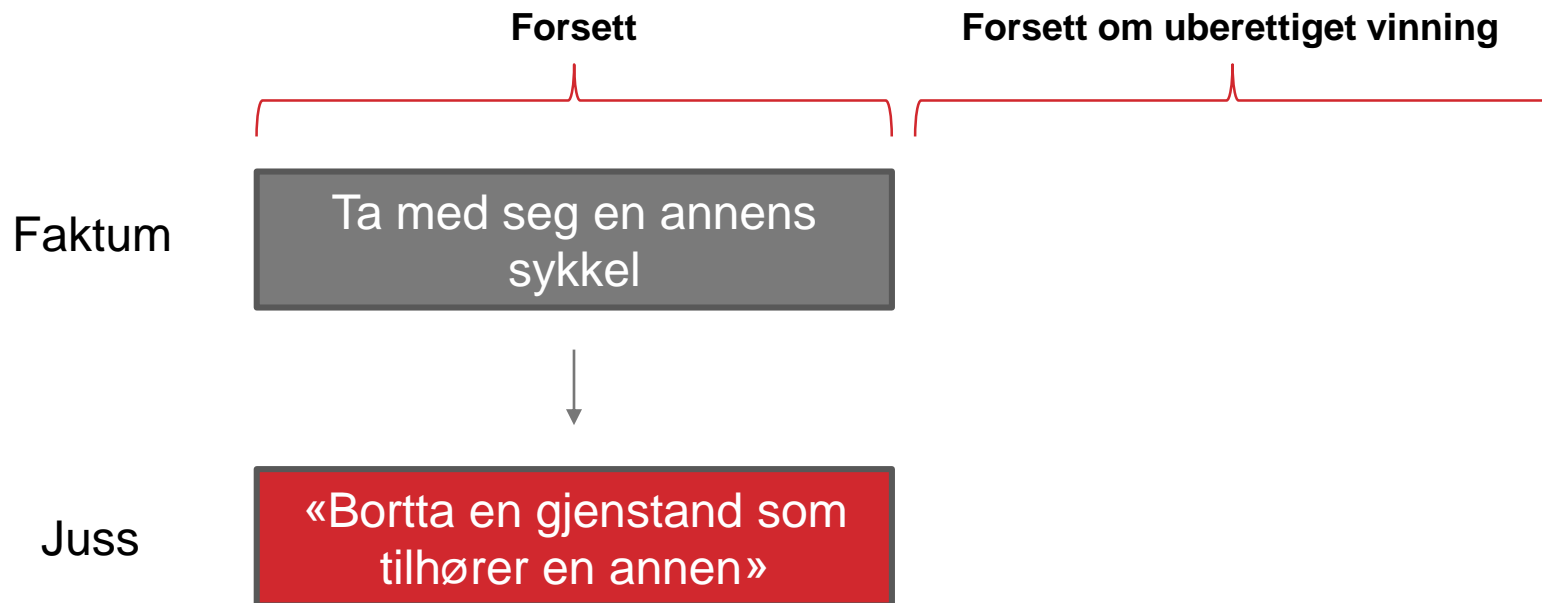 Forsett
Forsett om uberettiget vinning
Faktum
Ta med seg en annens
sykkel
Juss
«Bortta en gjenstand som
tilhører en annen»